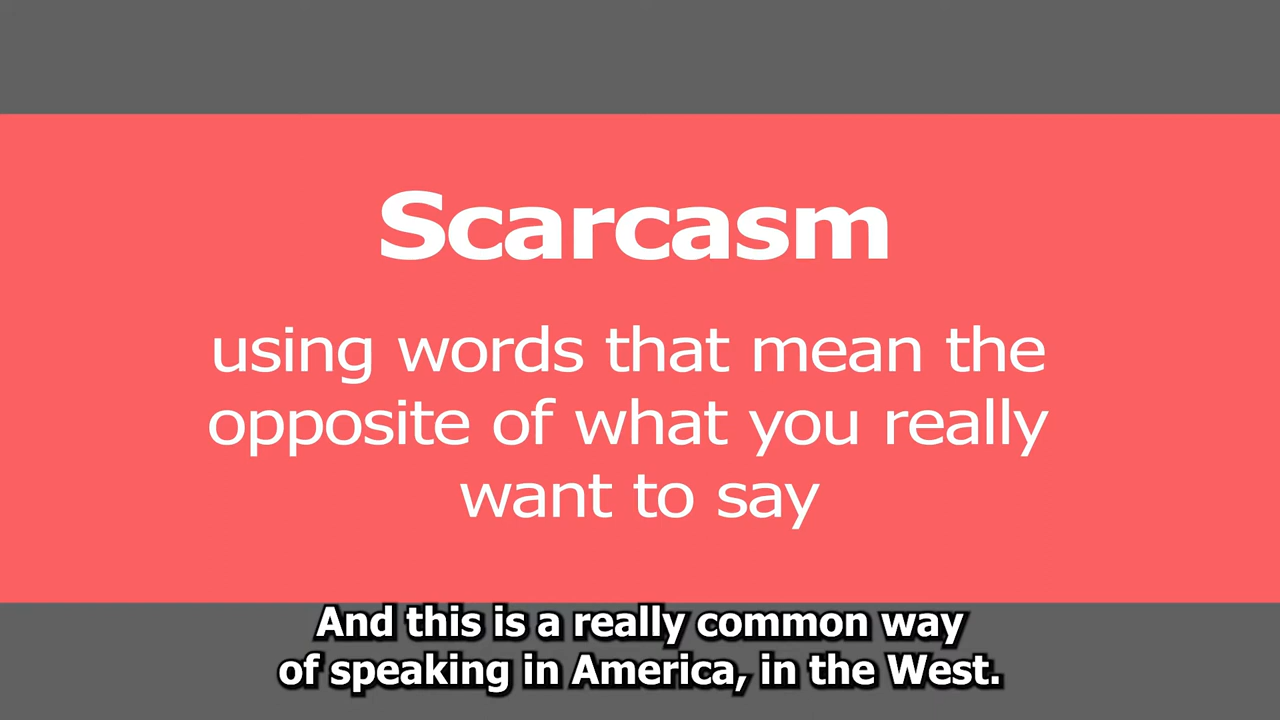 Scarcasm
using words that mean the
opposite of what you really
want to say
And this is a really common way
of speaking in America, in the West.